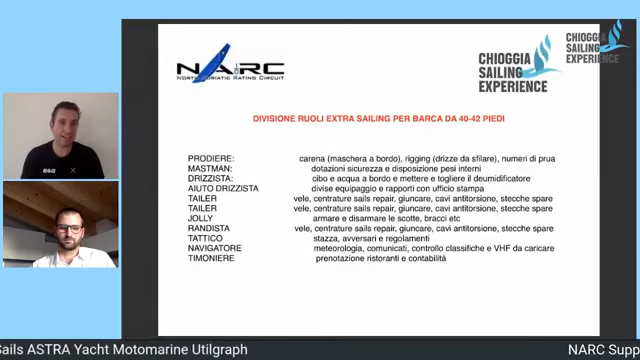 NARC
NORTH ADRIATIC RATING CIRCUIT
CHIOGGIA
SAILING
EXPERIENCE
CHIOGGIA
SAILING
EXPERIENCE
DIVISIONE RUOLI EXTRA SAILING PER BARCA DA 40-42 PIEDI
PRODIERE: carena (maschera a bordo), rigging (drizze da sfilare), numeri di prua
MASTMAN: dotazioni sicurezza e disposizione pesi interni
DRIZZISTA: cibo e acqua a bordo e mettere e togliere il deumidificatore
AIUTO DRIZZISTA divise equipaggio e rapporti con ufficio stampa
TAILER vele, centrature sails repair, giuncare, cavi antitorsione, stecche spare
TAILER vele, centrature sails repair, giuncare, cavi antitorsione, stecche spare
JOLLY armare e disarmare le scotte, bracci etc
RANDISTA vele, centrature sails repair, giuncare, cavi antitorsione, stecche spare
TATTICO stazza, avversari e regolamenti
NAVIGATORE meteorologia, comunicati, controllo classifiche e VHF da caricare
TIMONIERE prenotazione ristoranti e contabilità
B&G
Sails ASTRA Yacht Motomarine Utilgraph
NARC Supp